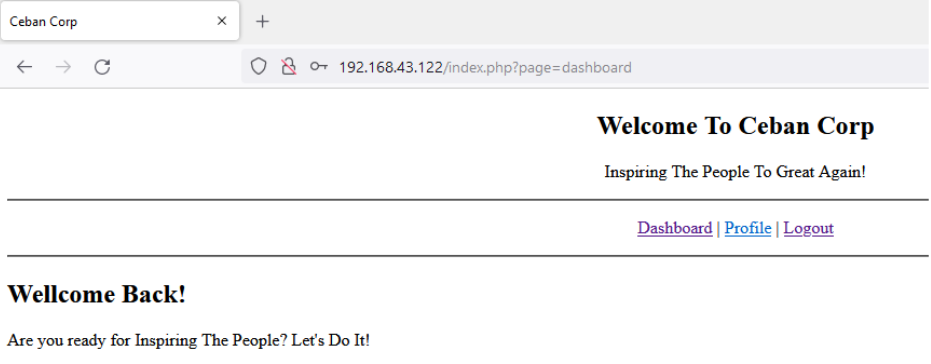 Ceban Corp
192.168.43.122/index.php?page=dashboard
Welcome To Ceban Corp
Inspiring The People To Great Again!
Dashboard | Profile | Logout
Wellcome Back!
Are you ready for Inspiring The People? Let's Do It!